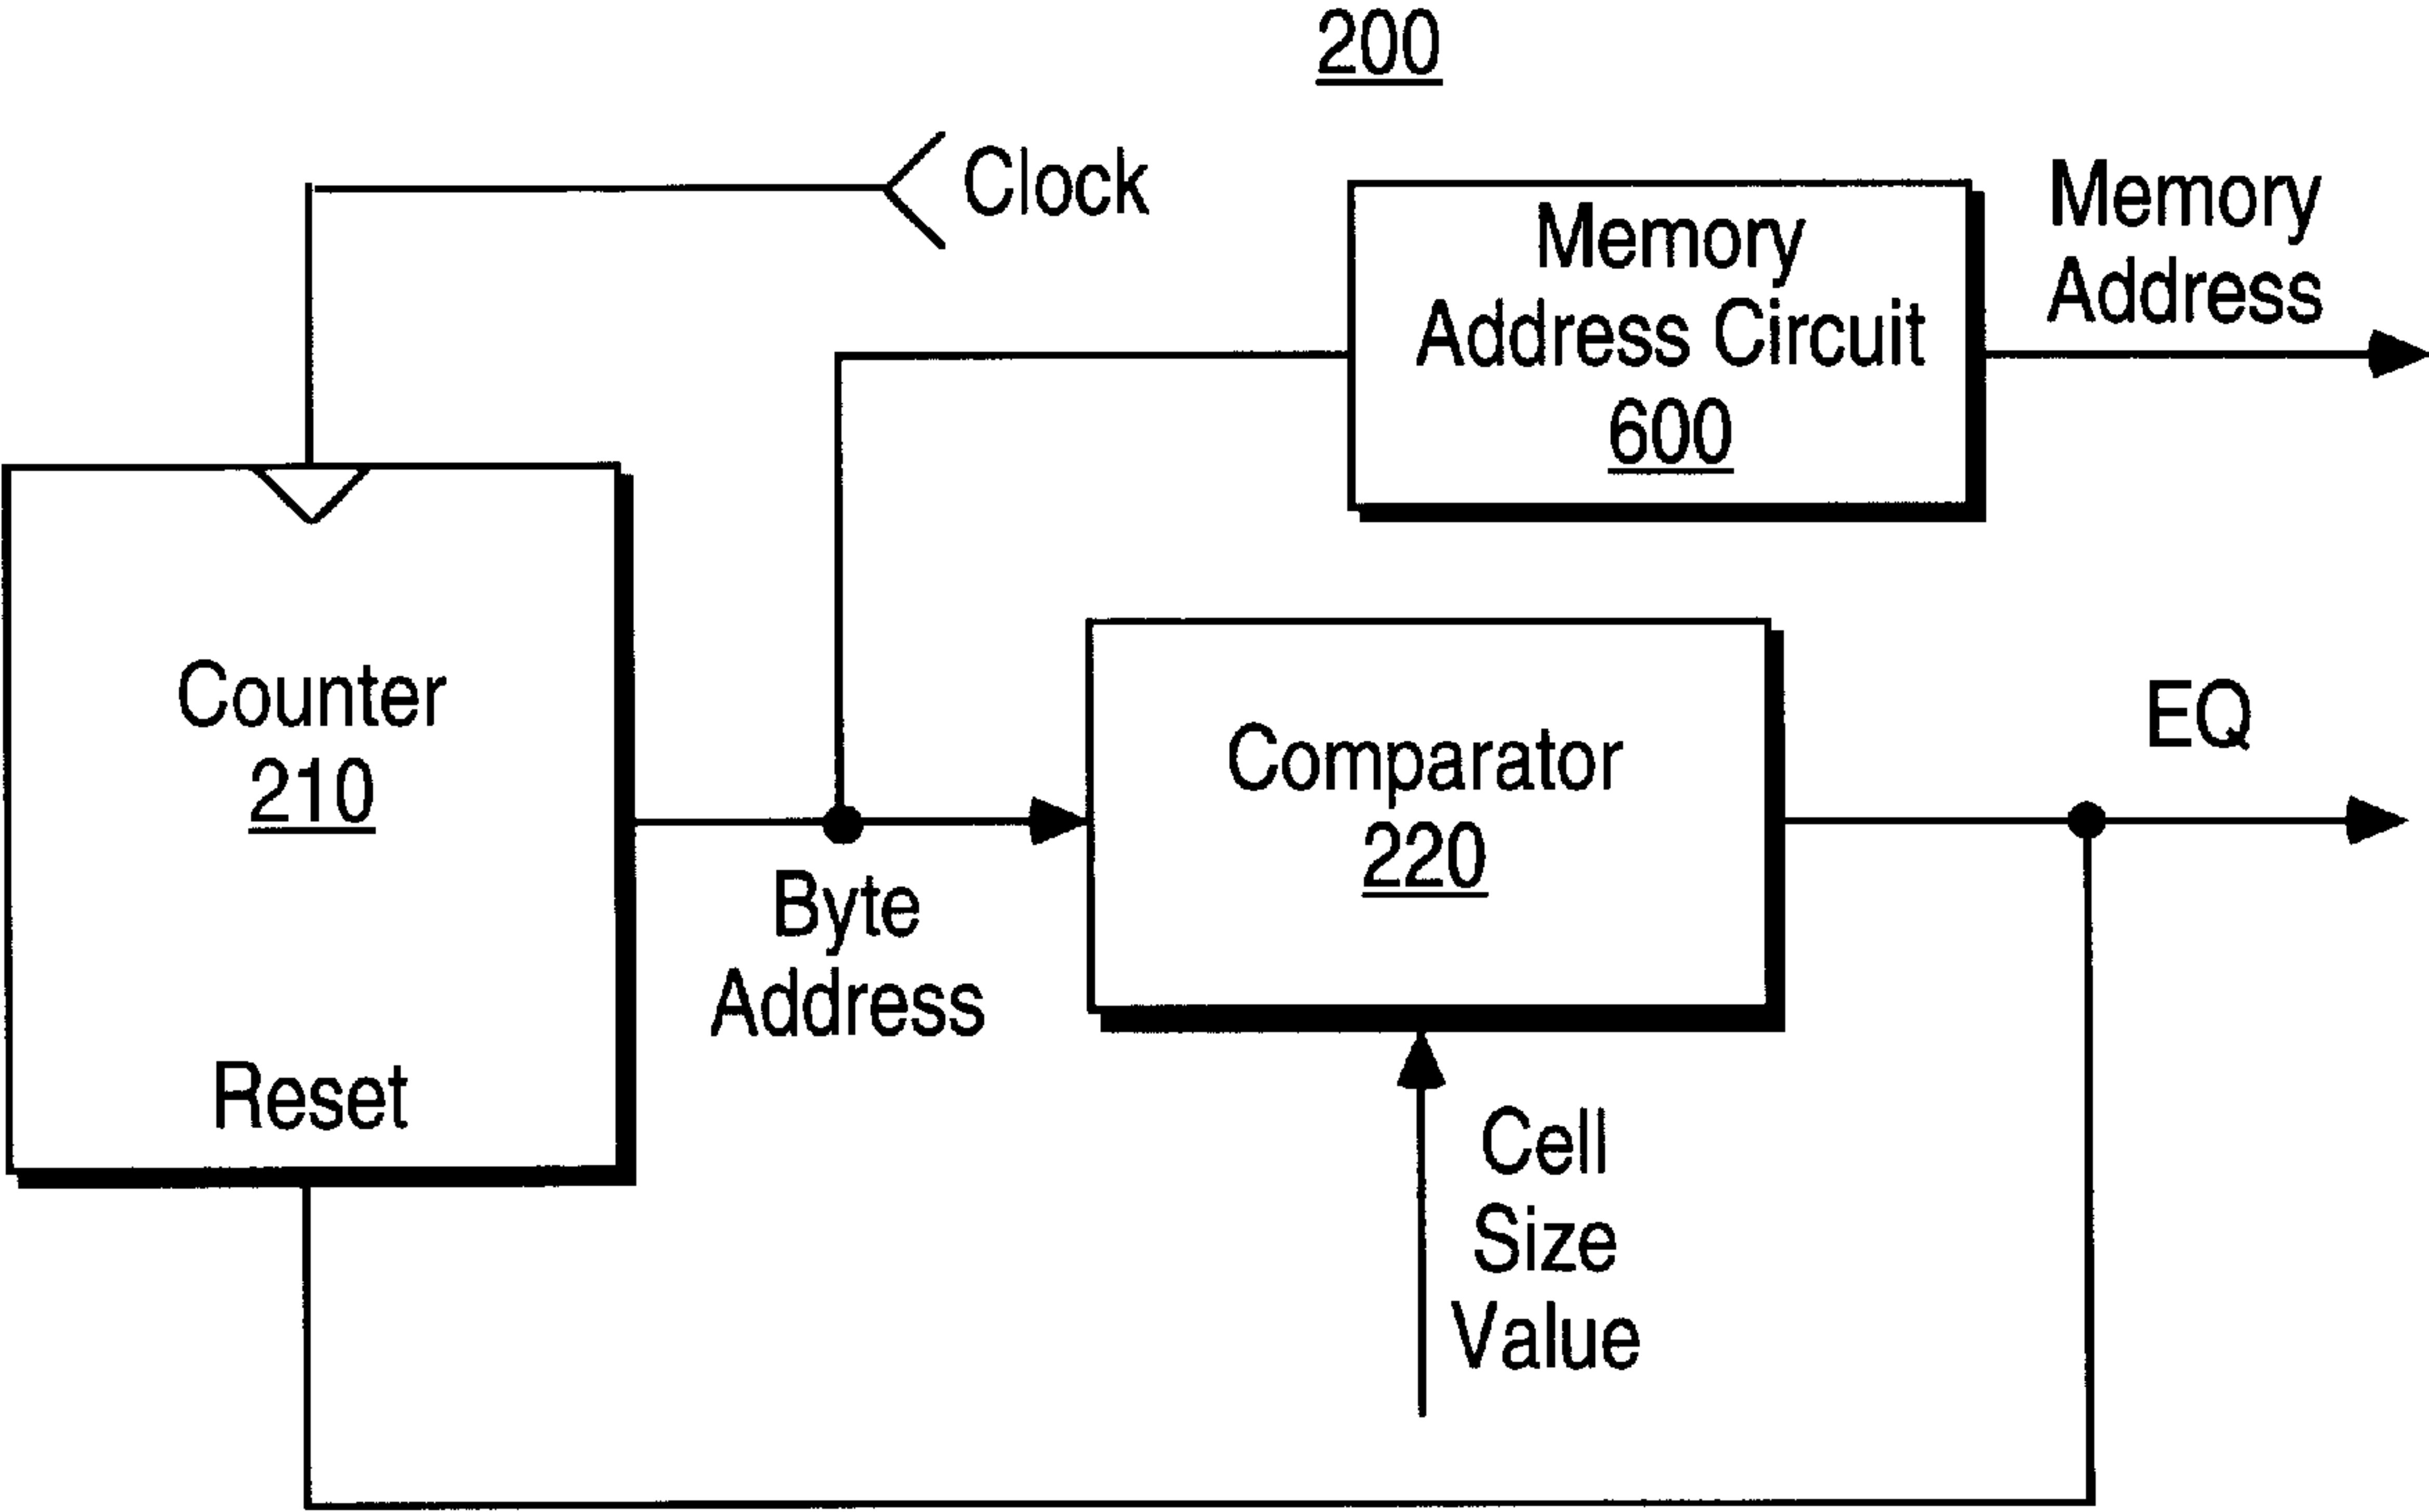 200
Clock
Memory
Address Circuit
600
Memory
Address
Counter
210
Reset
Byte
Address
Comparator
220
EQ
Cell
Size
Value